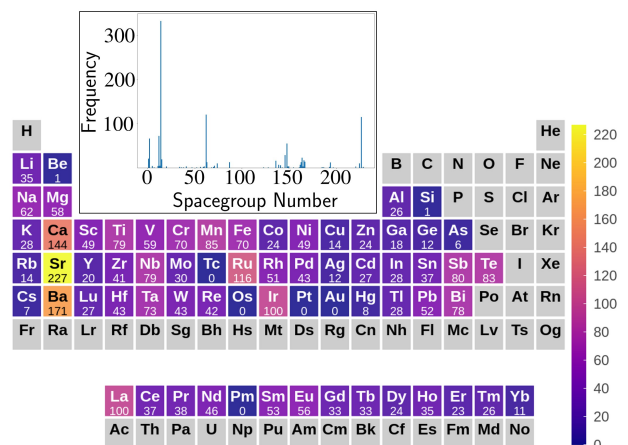 300
200
100
Frequency
0 50 100 150 200
Spacegroup Number
H He
Li Be B C N O F Ne
35 1
Na Mg Al Si P S Cl Ar
62 58 26 1
K Ca Sc Ti V Cr Mn Fe Co Ni Cu Zn Ga Ge As Se Br Kr
28 144 49 79 59 70 85 70 24 49 14 24 18 12 6
Rb Sr Y Zr Nb Mo Tc Ru Rh Pd Ag Cd In Sn Sb Te I Xe
14 227 20 41 79 30 0 116 51 43 12 27 28 37 80 83
Cs Ba Lu Hf Ta W Re Os Ir Pt Au Hg Tl Pb Bi Po At Rn
7 171 27 43 73 43 42 0 100 0 0 8 28 52 78
Fr Ra Lr Rf Db Sg Bh Hs Mt Ds Rg Cn Nh Fl Mc Lv Ts Og
La Ce Pr Nd Pm Sm Eu Gd Tb Dy Ho Er Tm Yb
100 37 38 46 0 53 56 33 33 24 35 23 26 11
Ac Th Pa U Np Pu Am Cm Bk Cf Es Fm Md No
220
200
180
160
140
120
100
80
60
40
20
0